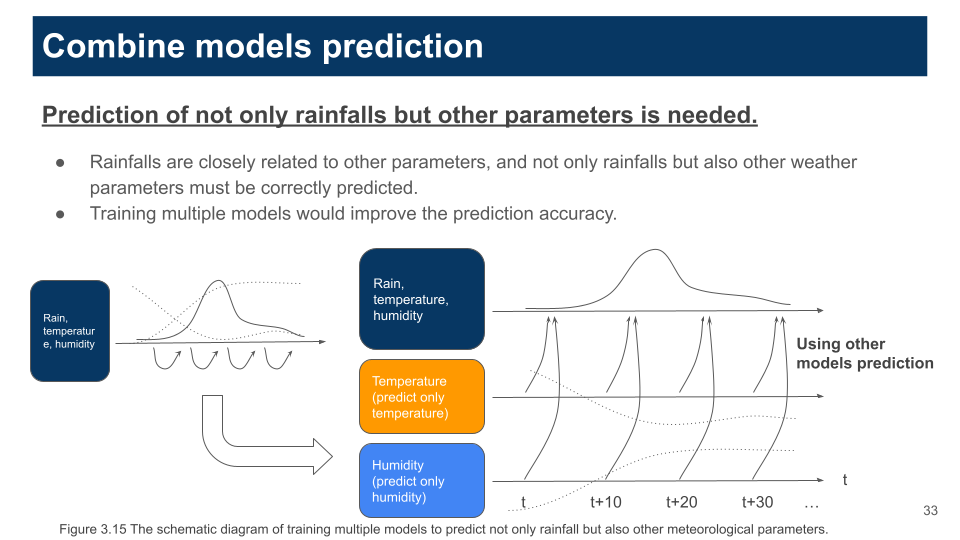 Combine models prediction
Prediction of not only rainfalls but other parameters is needed.
● Rainfalls are closely related to other parameters, and not only rainfalls but also other weather
parameters must be correctly predicted.
● Training multiple models would improve the prediction accuracy.
Rain,
temperatur
e, humidity
Rain,
temperature,
humidity
Temperature
(predict only
temperature)
Humidity
(predict only
humidity)
Using other
models prediction
t
t t+10 t+20 t+30 …
33
Figure 3.15 The schematic diagram of training multiple models to predict not only rainfall but also other meteorological parameters.